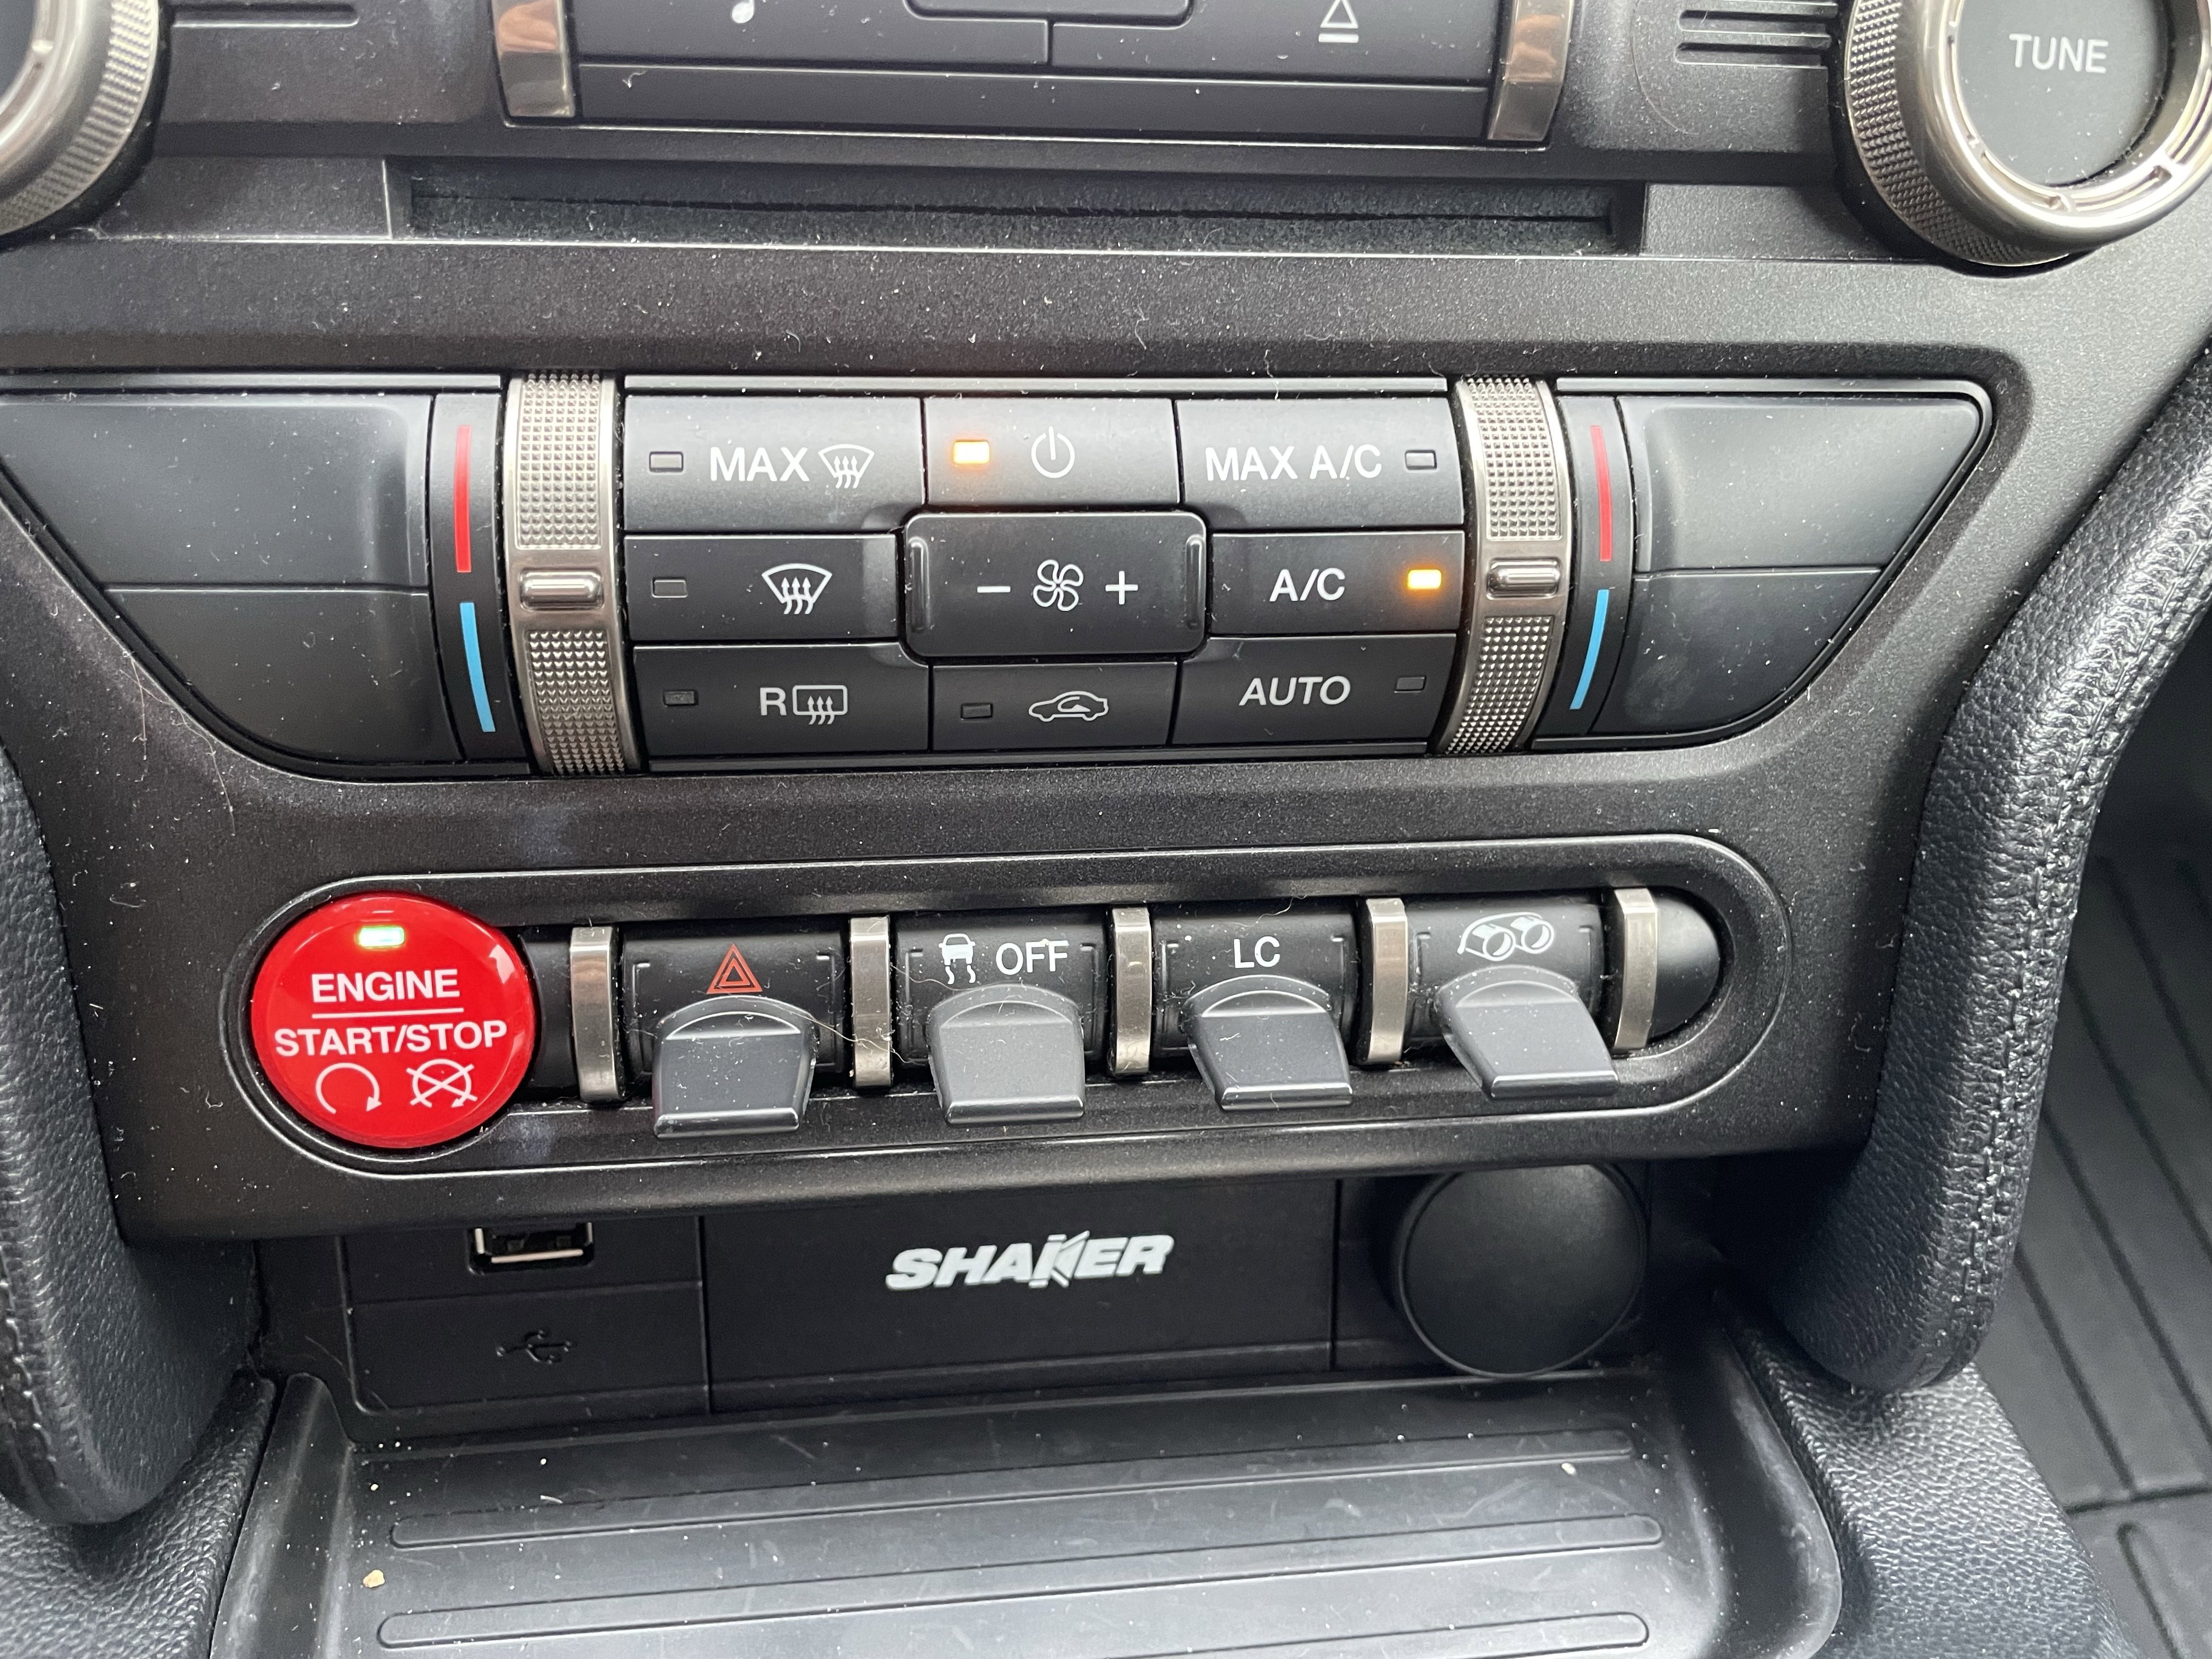 TUNE
MAX
MAX A/C
- +
A/C
R
AUTO
ENGINE
START/STOP
OFF
LC
SHAKER